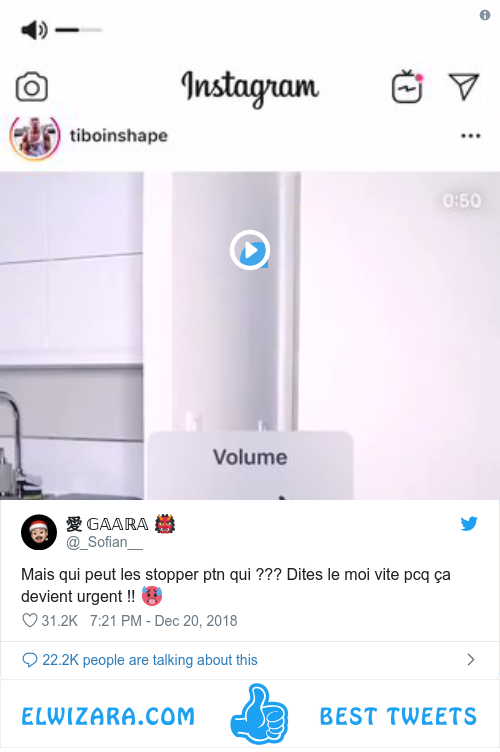 Instagram
tiboinshape
0:50
Volume
愛 𝔾𝔸𝔸ℝ𝔸 👹
@_Sofian__
Mais qui peut les stopper ptn qui ??? Dites le moi vite pcq ça
devient urgent !! 🥵
31.2K 7:21 PM - Dec 20, 2018
22.2K people are talking about this
ELWIZARA.COM BEST TWEETS